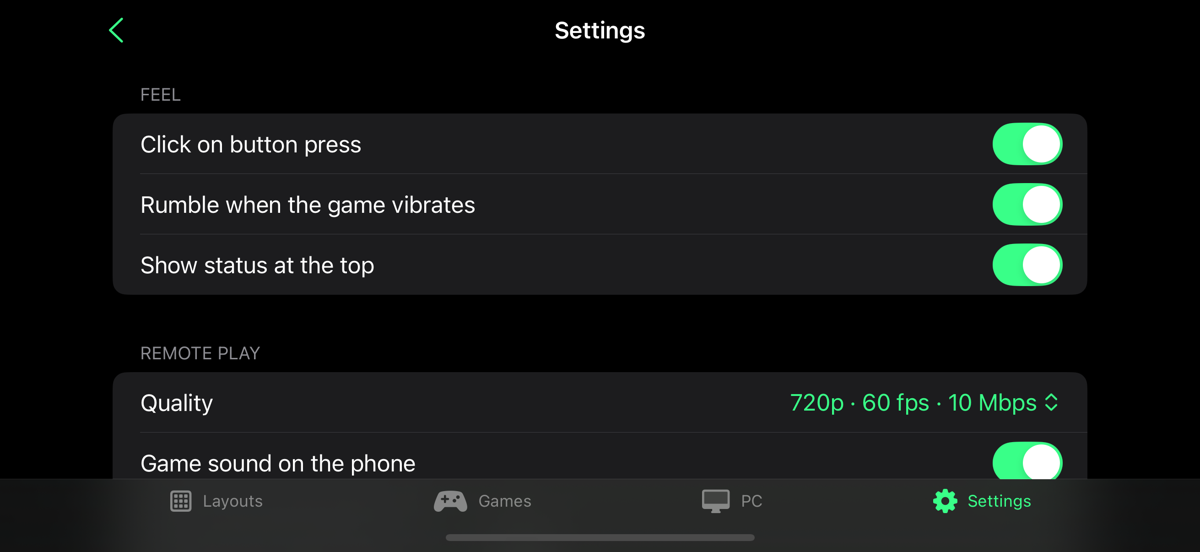 Settings
FEEL
Click on button press
Rumble when the game vibrates
Show status at the top
REMOTE PLAY
Quality 720p · 60 fps · 10 Mbps
Game sound on the phone
Layouts Games PC Settings